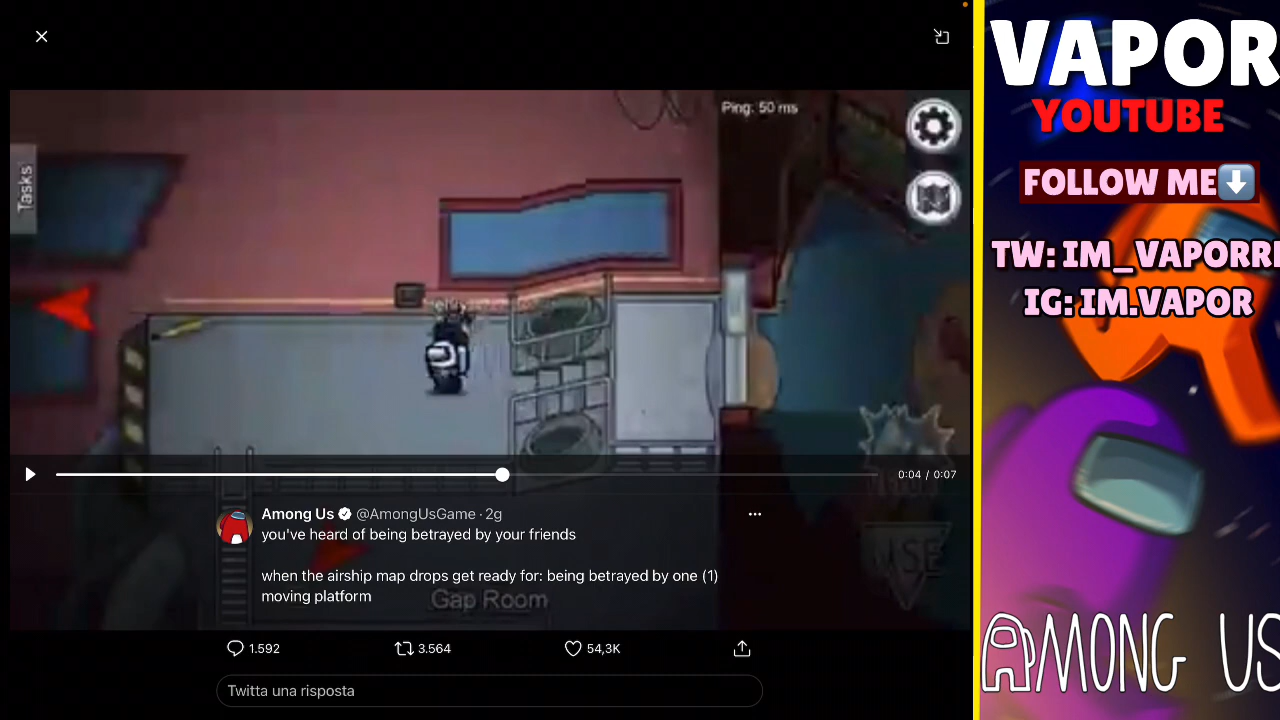 Ping: 50 ms
Tasks
0:04 / 0:07
Among Us @AmongUsGame · 2g
you've heard of being betrayed by your friends
when the airship map drops get ready for: being betrayed by one (1)
moving platform
Gap Room
USE
1.592
3.564
54,3K
Twitta una risposta
VAPOR
YOUTUBE
FOLLOW ME⬇️
TW: IM_VAPORR
IG: IM.VAPOR
AMONG US